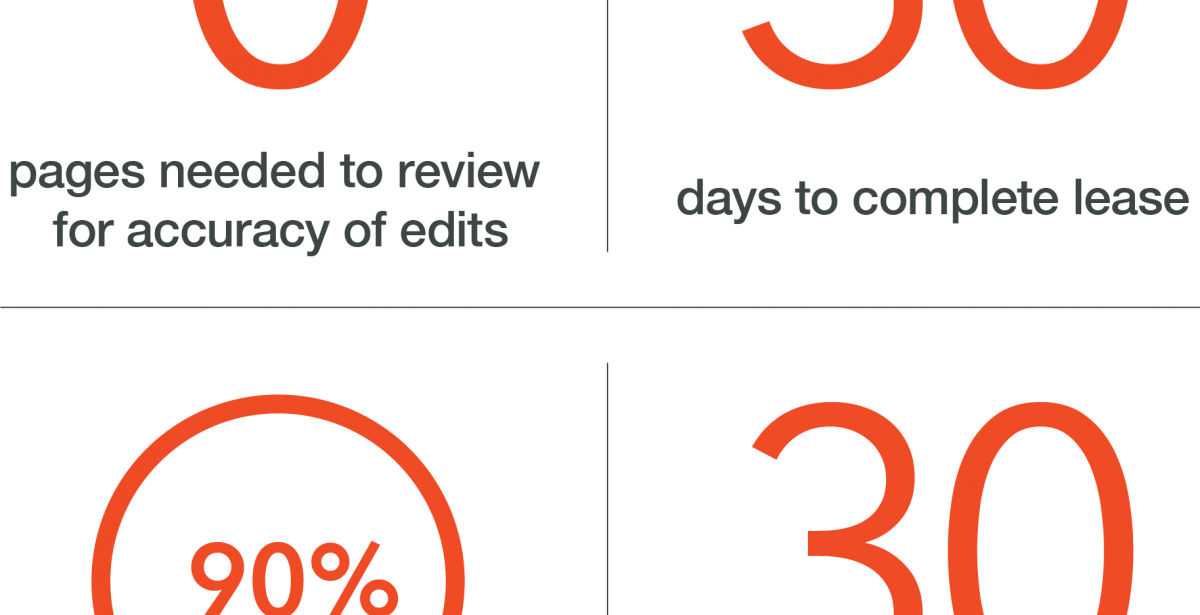 pages needed to review
for accuracy of edits
days to complete lease
90%
30